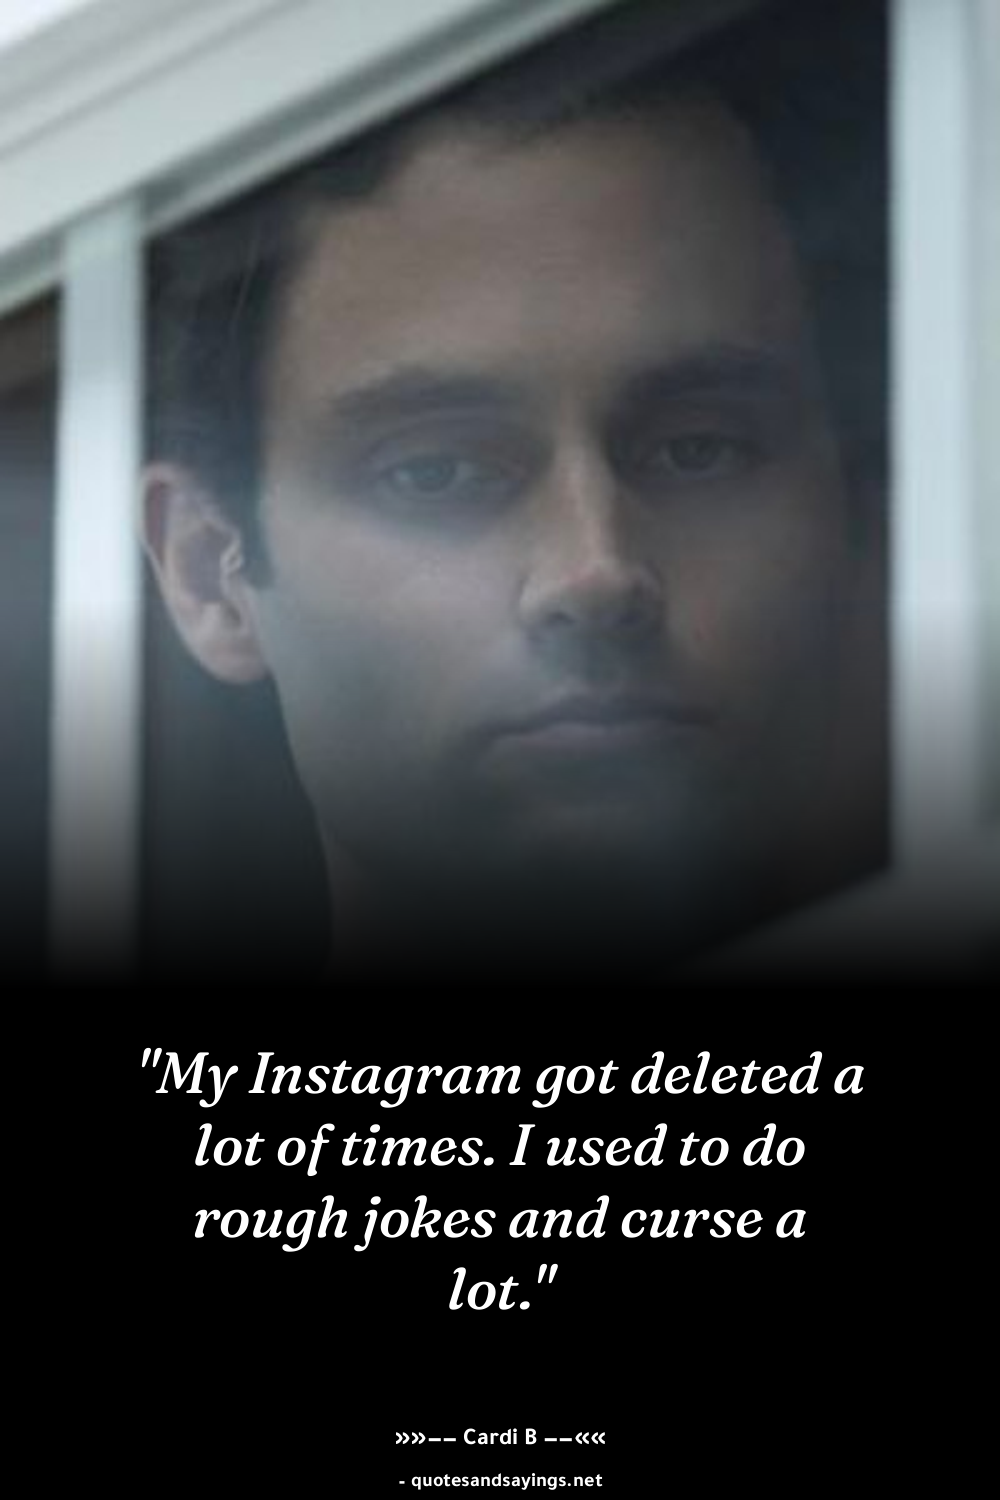 "My Instagram got deleted a
lot of times. I used to do
rough jokes and curse a
lot."
»»−− Cardi B −−««
- quotesandsayings.net